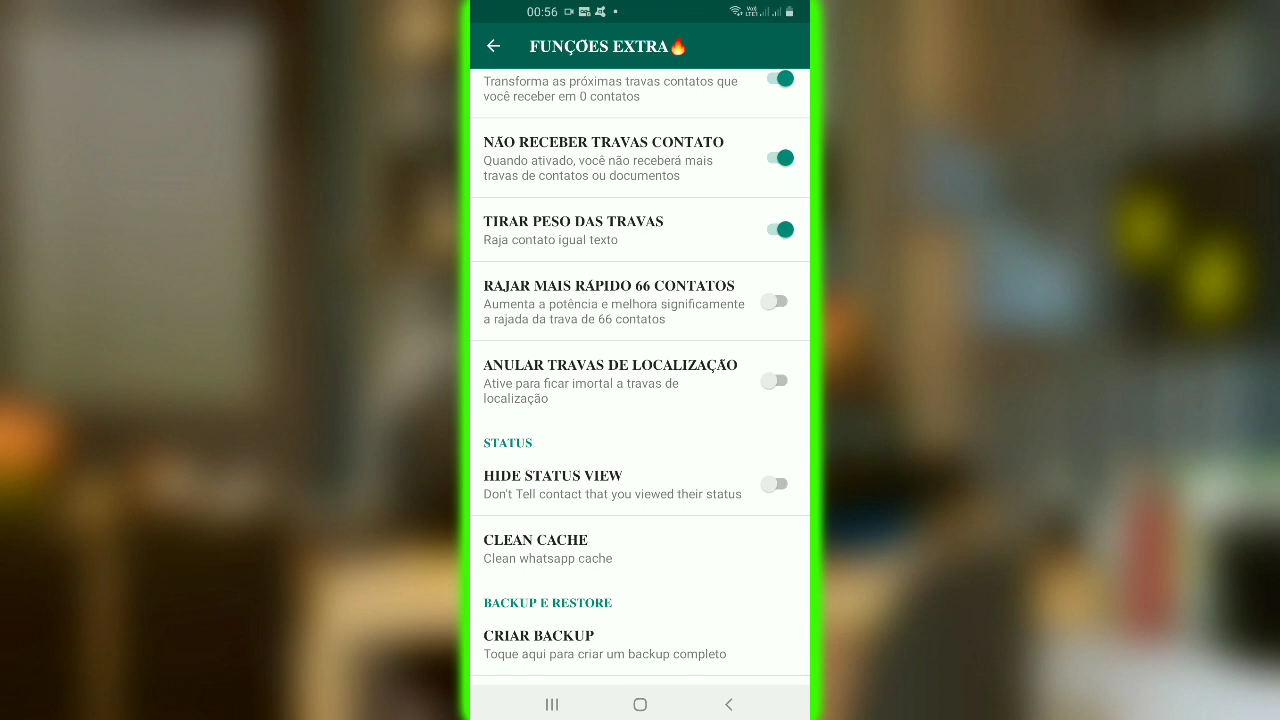 00:56
Vo) LTE1
FUNÇÕES EXTRA🔥
Transforma as próximas travas contatos que
você receber em 0 contatos
NÃO RECEBER TRAVAS CONTATO
Quando ativado, você não receberá mais
travas de contatos ou documentos
TIRAR PESO DAS TRAVAS
Raja contato igual texto
RAJAR MAIS RÁPIDO 66 CONTATOS
Aumenta a potência e melhora significamente
a rajada da trava de 66 contatos
ANULAR TRAVAS DE LOCALIZAÇÃO
Ative para ficar imortal a travas de
localização
STATUS
HIDE STATUS VIEW
Don't Tell contact that you viewed their status
CLEAN CACHE
Clean whatsapp cache
BACKUP E RESTORE
CRIAR BACKUP
Toque aqui para criar um backup completo